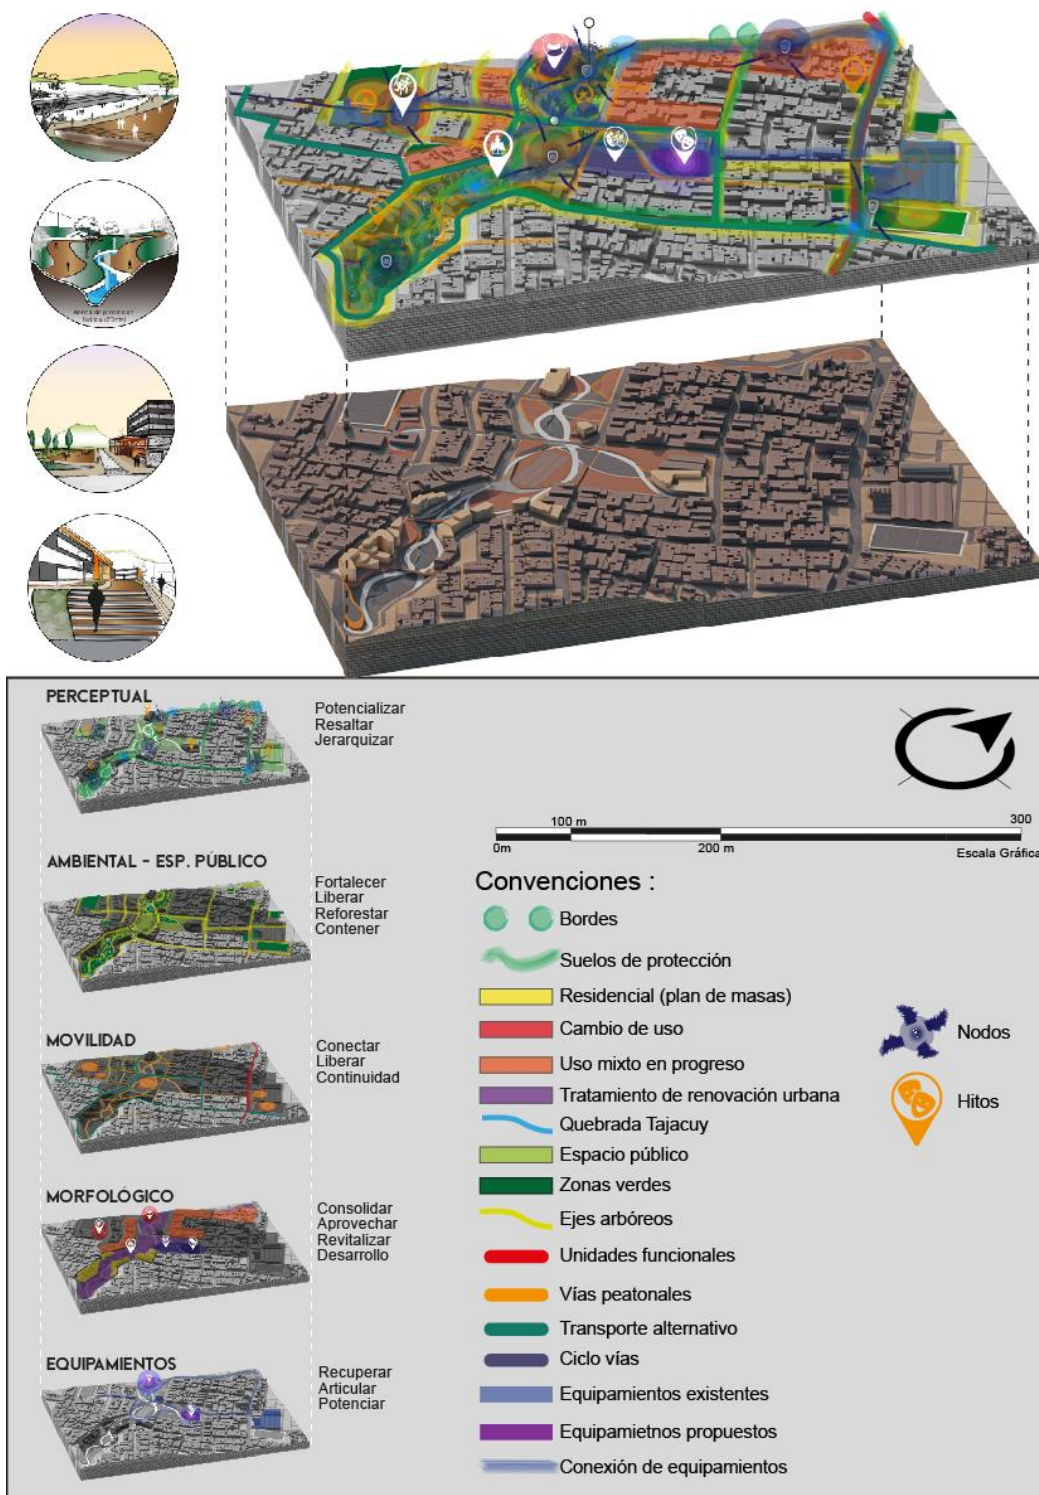 PERCEPTUAL
Potencializar
Resaltar
Jerarquizar
100 m
300
0m
200 m
Escala Gráfica
AMBIENTAL - ESP. PÚBLICO
Fortalecer
Liberar
Reforestar
Contener
MOVILIDAD
Conectar
Liberar
Continuidad
MORFOLÓGICO
Consolidar
Aprovechar
Revitalizar
Desarrollo
EQUIPAMIENTOS
Recuperar
Articular
Potenciar
Convenciones :
Bordes
Suelos de protección
Residencial (plan de masas)
Cambio de uso
Uso mixto en progreso
Tratamiento de renovación urbana
Quebrada Tajacuy
Espacio público
Zonas verdes
Ejes arbóreos
Unidades funcionales
Vías peatonales
Transporte alternativo
Ciclo vías
Equipamientos existentes
Equipamietnos propuestos
Conexión de equipamientos
Nodos
Hitos